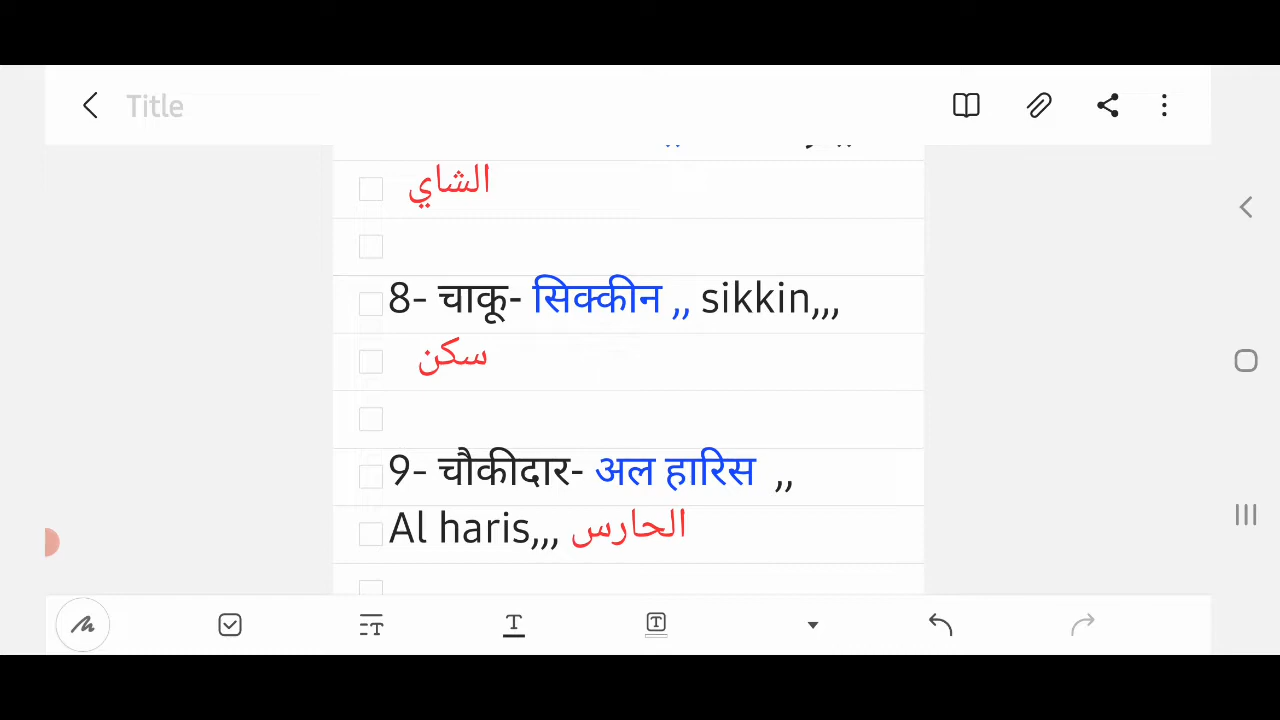 Title
الشاي
8- चाकू- सिक्कीन ,, sikkin,,,
سكن
9- चौकीदार- अल हारिस ,,
Al haris,,, الحارس